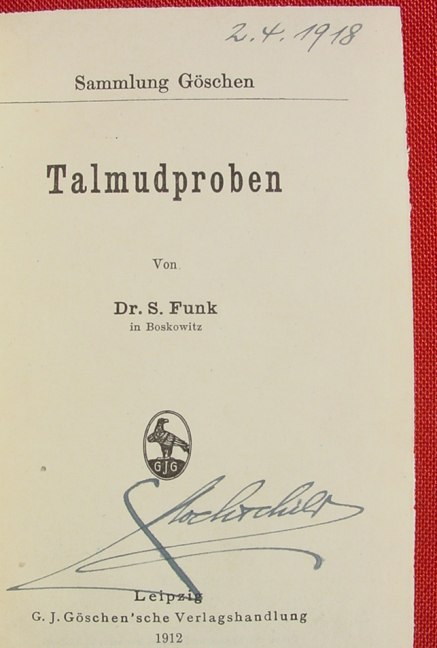 2.4.1918
Sammlung Göschen
Talmudproben
Von
Dr. S. Funk
in Boskowitz
GJG
Leipzig
G. J. Göschen'sche Verlagshandlung
1912